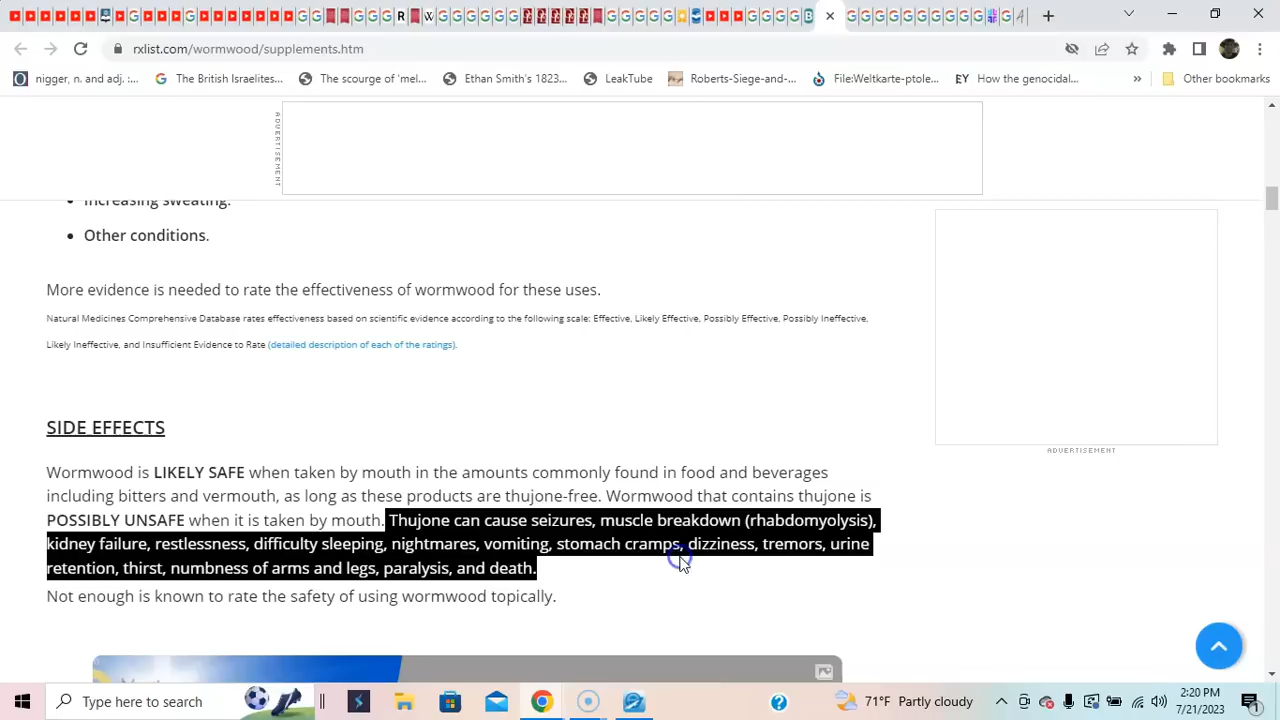 rxlist.com/wormwood/supplements.htm
nigger, n. and adj. :...
The British Israelites...
The scourge of 'mel...
Ethan Smith's 1823...
LeakTube
Roberts-Siege-and-...
File:Weltkarte-ptole...
EY How the genocidal...
»
Other bookmarks
ADVERTISEMENT
Increasing sweating.
Other conditions.
More evidence is needed to rate the effectiveness of wormwood for these uses.
Natural Medicines Comprehensive Database rates effectiveness based on scientific evidence according to the following scale: Effective, Likely Effective, Possibly Effective, Possibly Ineffective,
Likely Ineffective, and Insufficient Evidence to Rate (detailed description of each of the ratings).
ADVERTISEMENT
SIDE EFFECTS
Wormwood is LIKELY SAFE when taken by mouth in the amounts commonly found in food and beverages
including bitters and vermouth, as long as these products are thujone-free. Wormwood that contains thujone is
POSSIBLY UNSAFE when it is taken by mouth. Thujone can cause seizures, muscle breakdown (rhabdomyolysis),
kidney failure, restlessness, difficulty sleeping, nightmares, vomiting, stomach cramps, dizziness, tremors, urine
retention, thirst, numbness of arms and legs, paralysis, and death.
Not enough is known to rate the safety of using wormwood topically.
Type here to search
71°F Partly cloudy
2:20 PM
7/21/2023